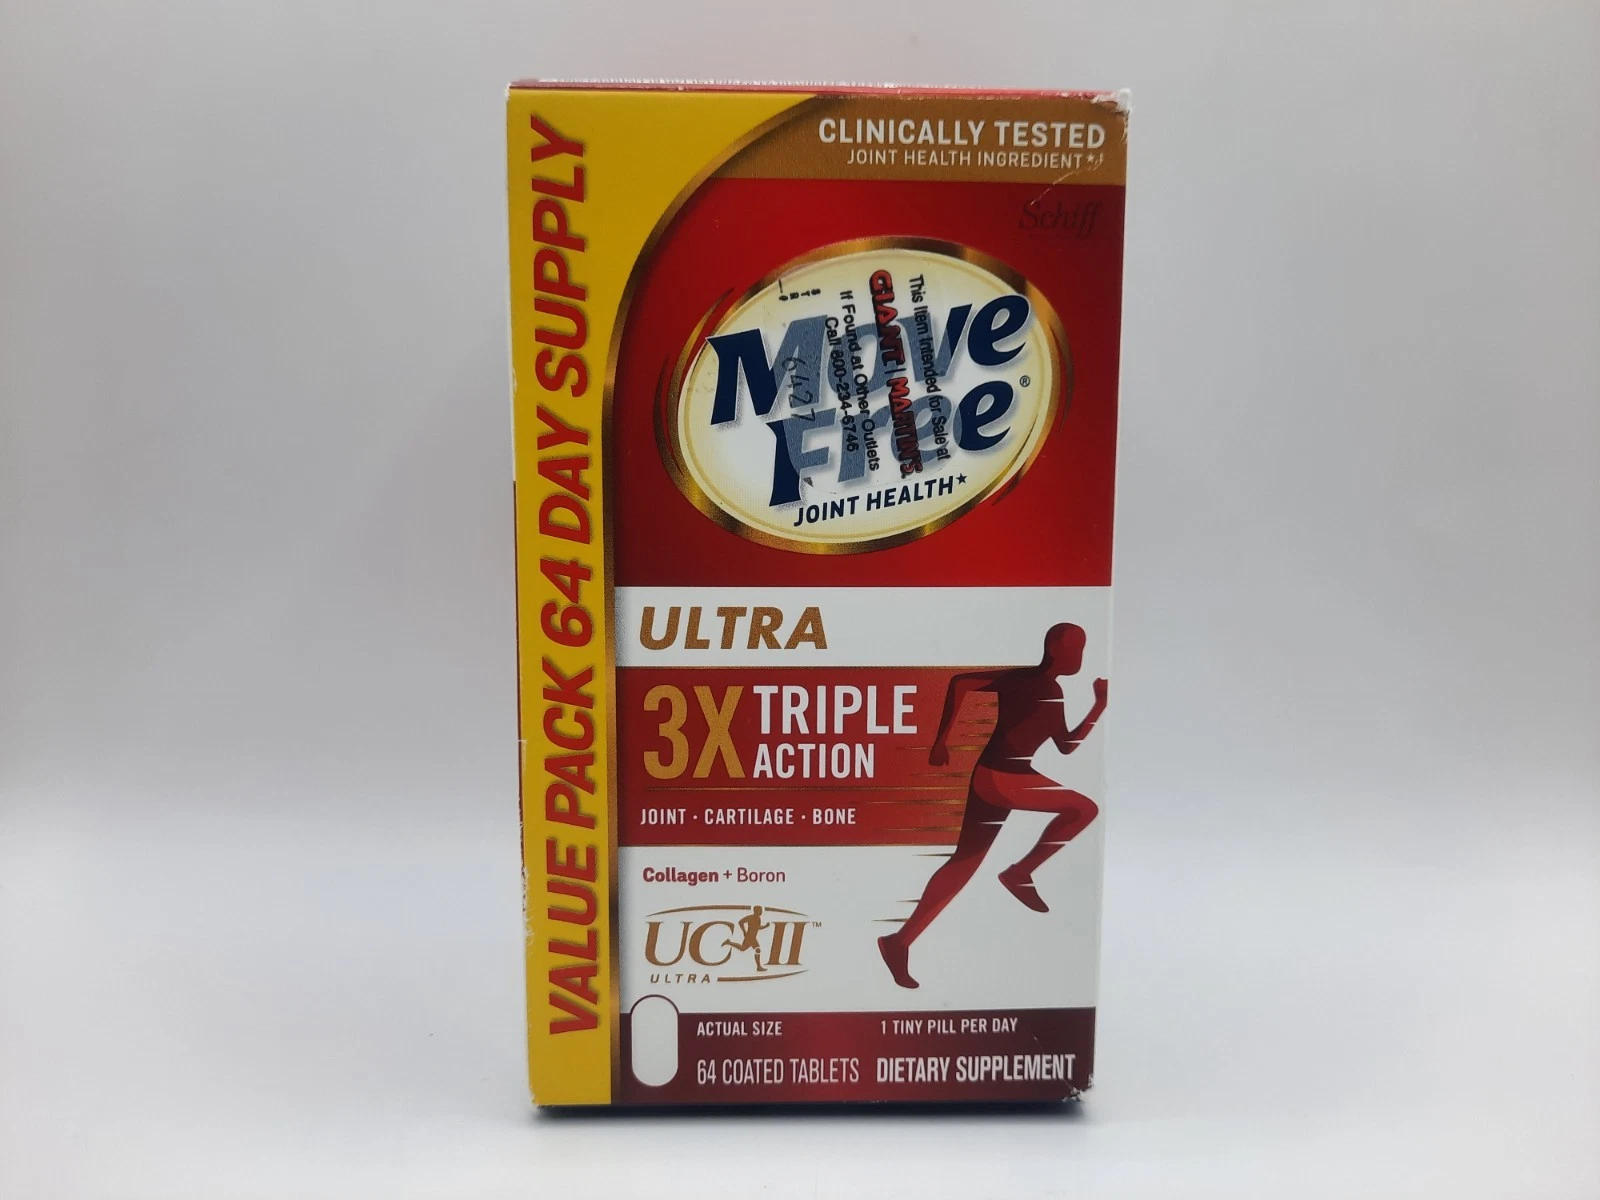 VALUE PACK 64 DAY SUPPLY
CLINICALLY TESTED
JOINT HEALTH INGREDIENT*
Schiff
Move
Free®
JOINT HEALTH*
This Item Intended for Sale at
GIANT | MARTIN'S
If Found at Other Outlets
Call 800-234-6746
6427
ULTRA
3X TRIPLE
ACTION
JOINT · CARTILAGE · BONE
Collagen + Boron
UC II™
ULTRA
ACTUAL SIZE
1 TINY PILL PER DAY
64 COATED TABLETS
DIETARY SUPPLEMENT